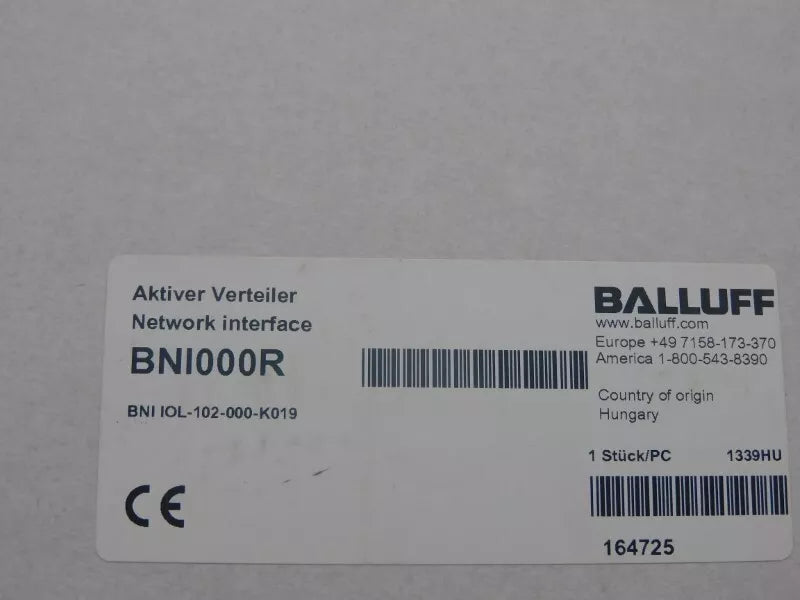 Aktiver Verteiler
Network interface
BNI000R
BNI IOL-102-000-K019
CE
BALLUFF
www.balluff.com
Europe +49 7158-173-370
America 1-800-543-8390
Country of origin
Hungary
1 Stück/PC 1339HU
164725